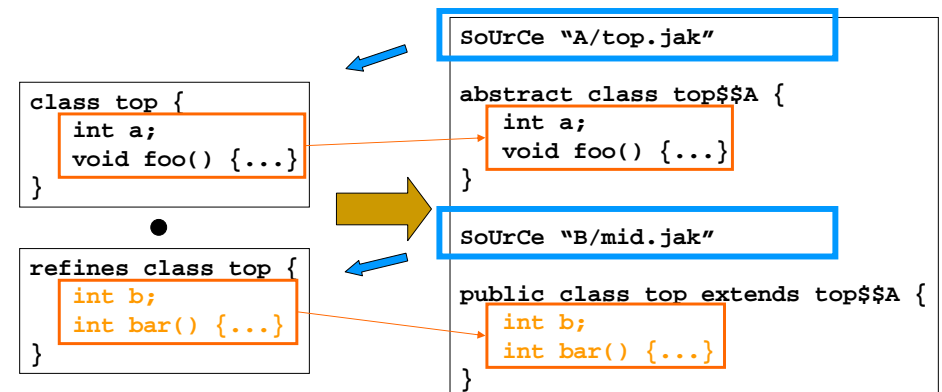 class top {
int a;
void foo() {...}
}
refines class top {
int b;
int bar() {...}
}
SoUrCe “A/top.jak”
abstract class top$$A {
int a;
void foo() {...}
}
SoUrCe “B/mid.jak”
public class top extends top$$A {
int b;
int bar() {...}
}